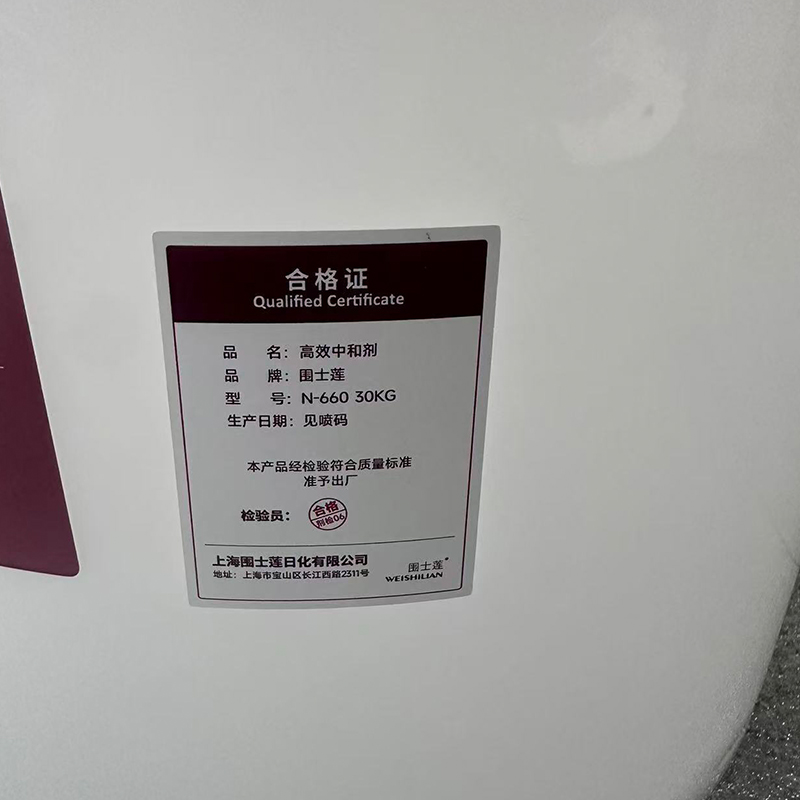 合格证
Qualified Certificate
品 名：高效中和剂
品 牌：围士莲
型 号：N-660 30KG
生产日期：见喷码
本产品经检验符合质量标准
准予出厂
检验员：
合格
剂检06
上海围士莲日化有限公司
地址：上海市宝山区长江西路2311号
围士莲
WEISHILIAN